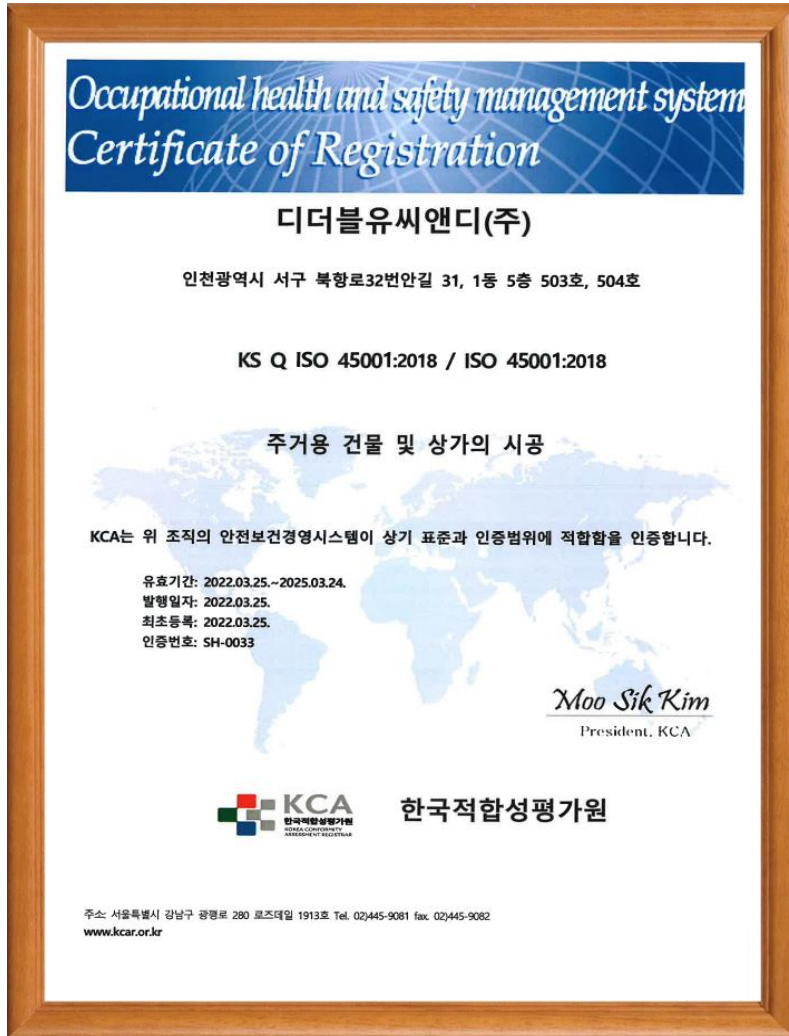 Occupational health and safety management system
Certificate of Registration
디더블유씨앤디(주)
인천광역시 서구 북항로32번안길 31, 1동 5층 503호, 504호
KS Q ISO 45001:2018 / ISO 45001:2018
주거용 건물 및 상가의 시공
KCA는 위 조직의 안전보건경영시스템이 상기 표준과 인증범위에 적합함을 인증합니다.
유효기간: 2022.03.25.~2025.03.24.
발행일자: 2022.03.25.
최초등록: 2022.03.25.
인증번호: SH-0033
Moo Sik Kim
President, KCA
KCA
한국적합성평가원
KOREA CONFORMITY
ASSESSMENT REGISTRAR
한국적합성평가원
주소: 서울특별시 강남구 광평로 280 로즈데일 1913호 Tel. 02)445-9081 fax. 02)445-9082
www.kcar.or.kr